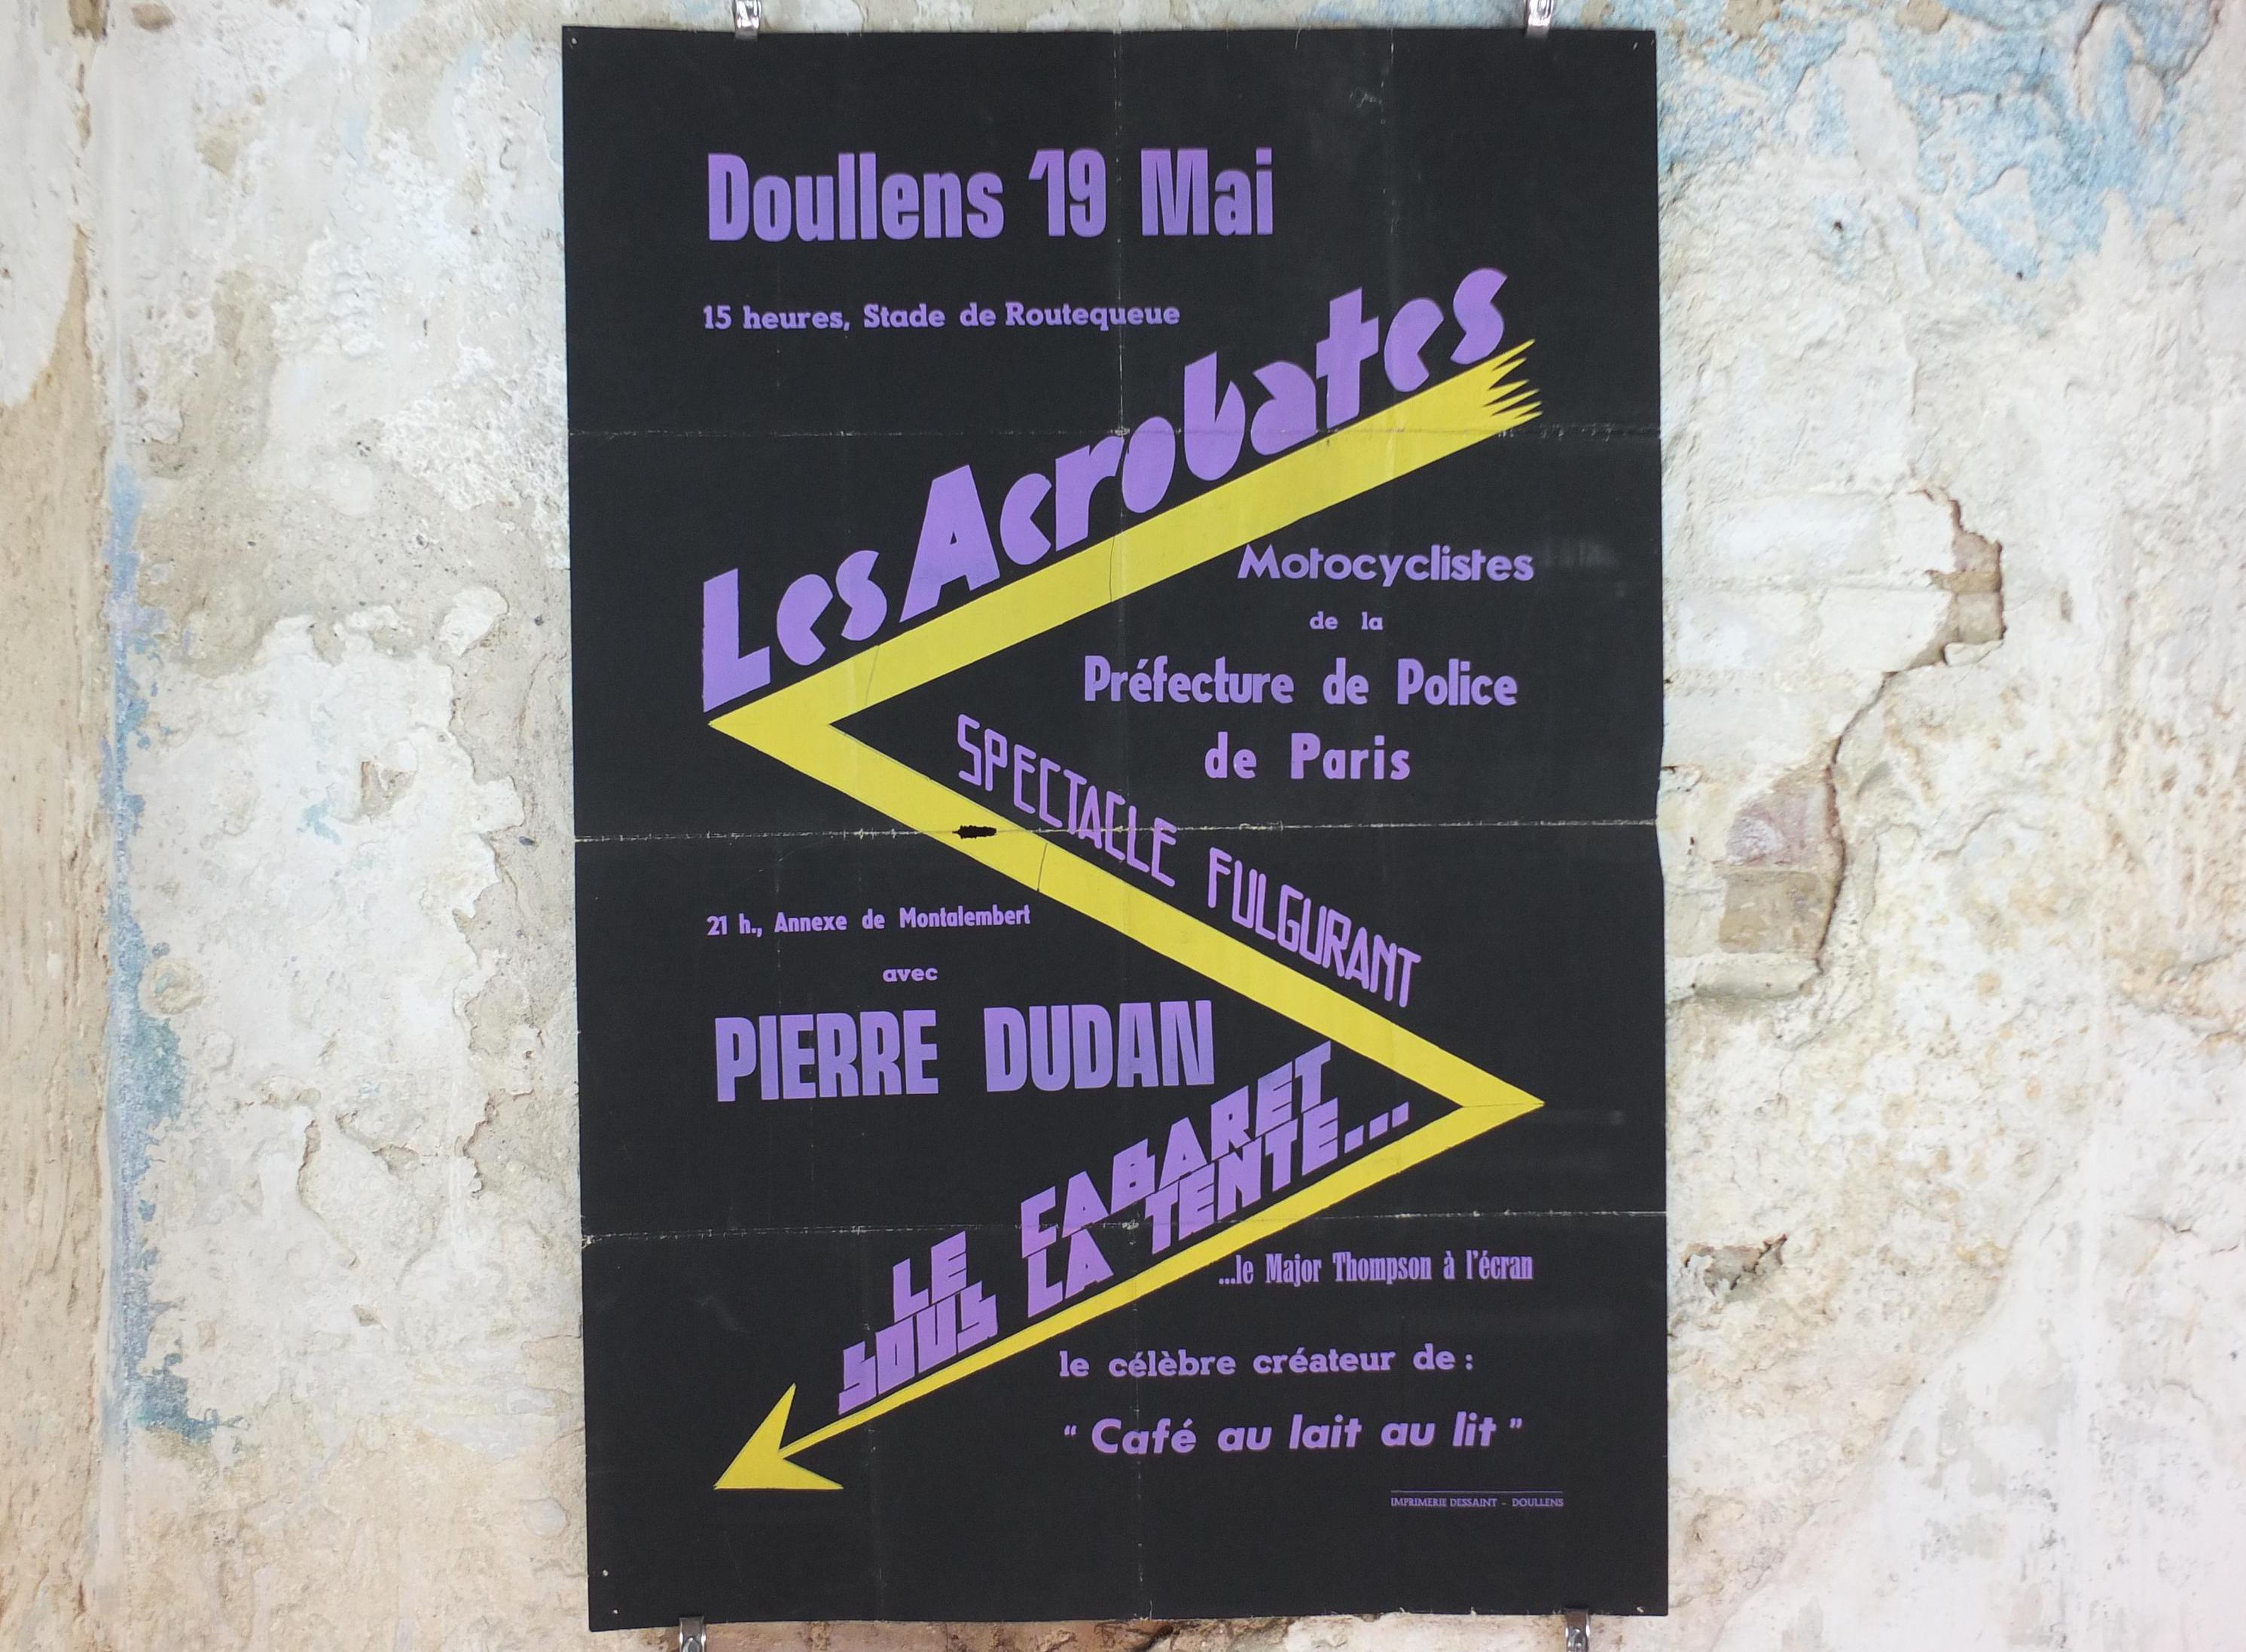 Doullens 19 Mai
15 heures, Stade de Routequeue
Les Acrobates
Motocyclistes
de la
Préfecture de Police
de Paris
SPECTACLE FULGURANT
21 h., Annexe de Montalembert
avec
PIERRE DUDAN
LE CABARET
SOUS LA TENTE...
...le Major Thompson à l'écran
le célèbre créateur de :
“ Café au lait au lit ”
IMPRIMERIE DESSAINT - DOULLENS